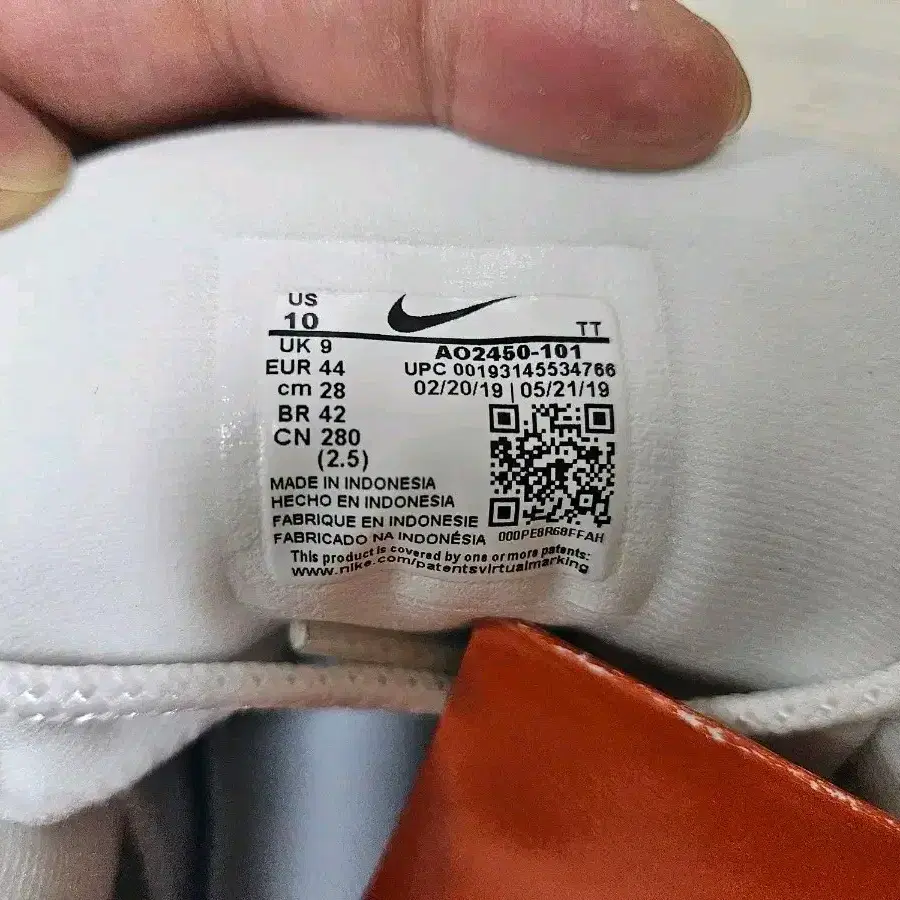 US
10
TT
UK 9
AO2450-101
EUR 44
UPC 00193145534766
cm 28
02/20/19 | 05/21/19
BR 42
CN 280
(2.5)
MADE IN INDONESIA
HECHO EN INDONESIA
FABRIQUE EN INDONESIE
FABRICADO NA INDONÉSIA
000PE8R68FFAH
This product is covered by one or more patents:
www.nike.com/patentsvirtualmarking